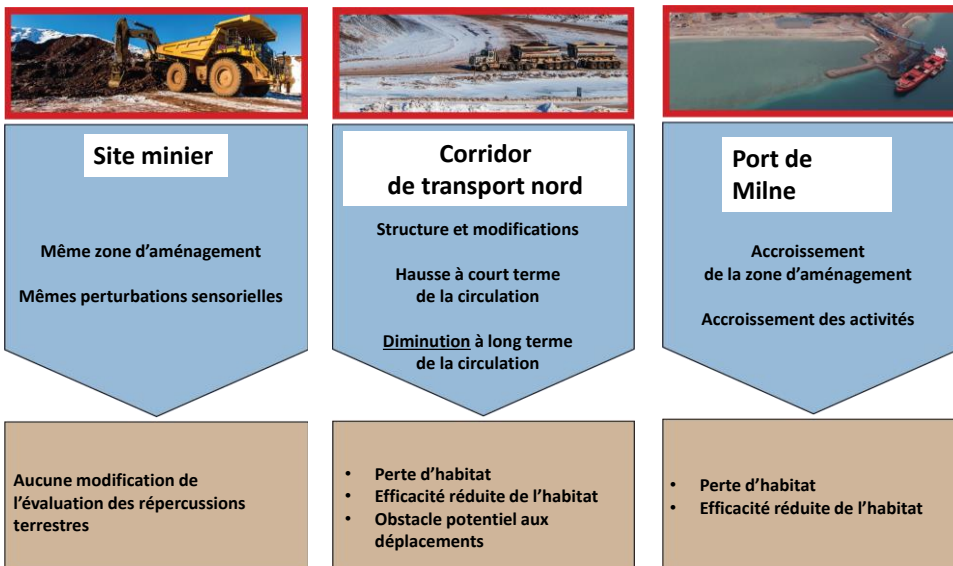 Site minier
Même zone d'aménagement
Mêmes perturbations sensorielles
Aucune modification de
l'évaluation des répercussions
terrestres
Corridor
de transport nord
Structure et modifications
Hausse à court terme
de la circulation
Diminution à long terme
de la circulation
• Perte d'habitat
• Efficacité réduite de l'habitat
• Obstacle potentiel aux
déplacements
Port de
Milne
Accroissement
de la zone d'aménagement
Accroissement des activités
• Perte d'habitat
• Efficacité réduite de l'habitat